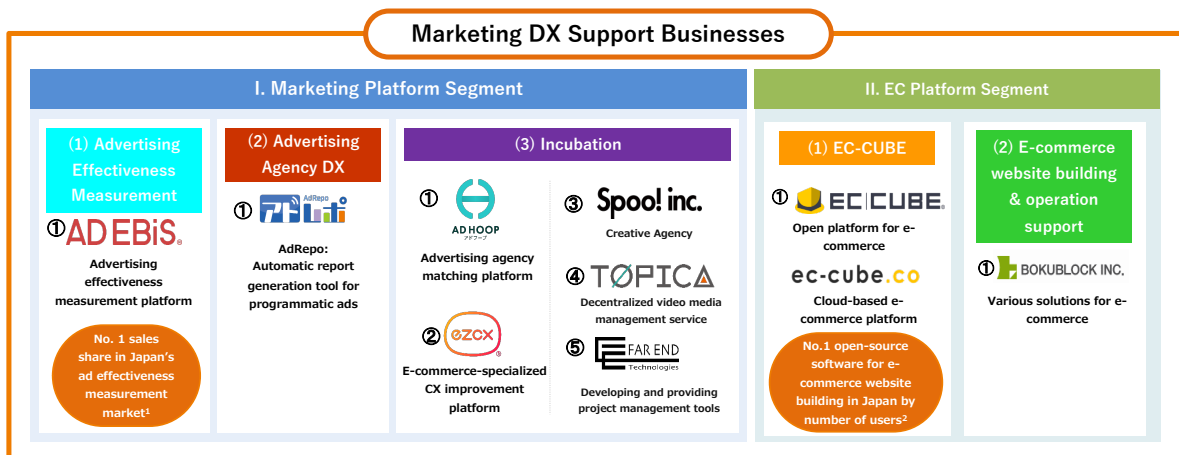 Marketing DX Support Businesses
I. Marketing Platform Segment
(1) Advertising
Effectiveness
Measurement
①
AD EBiS®
Advertising
effectiveness
measurement platform
No. 1 sales
share in Japan's
ad effectiveness
measurement
market¹
(2) Advertising
Agency DX
①
AdRepo
アドレポ
AdRepo:
Automatic report
generation tool for
programmatic ads
(3) Incubation
①
AD HOOP
アドフープ
Advertising agency
matching platform
②
ezcx®
E-commerce-specialized
CX improvement
platform
③
Spoo! inc.
Creative Agency
④
TØPICA
Decentralized video media
management service
⑤
FAR END
Technologies
Developing and providing
project management tools
II. EC Platform Segment
(1) EC-CUBE
①
EC|CUBE®
Open platform for e-
commerce
ec-cube.co
Cloud-based e-
commerce platform
No.1 open-source
software for e-
commerce website
building in Japan by
number of users²
(2) E-commerce
website building
& operation
support
①
BOKUBLOCK INC.
Various solutions for e-
commerce